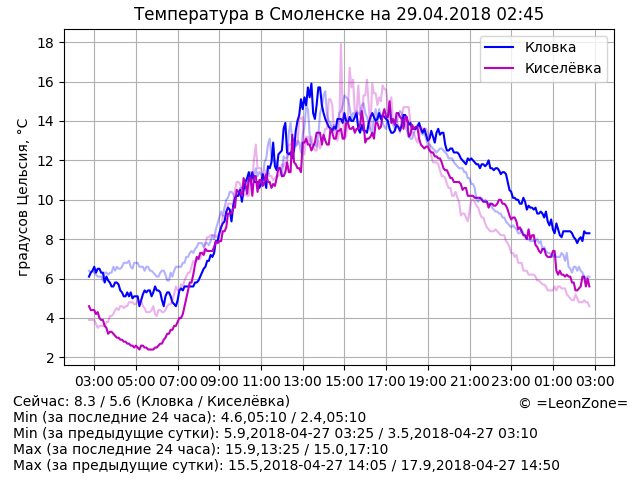 Температура в Смоленске на 29.04.2018 02:45
Кловка
Киселёвка
градусов Цельсия, °C
18
16
14
12
10
8
6
4
2
03:00 05:00 07:00 09:00 11:00 13:00 15:00 17:00 19:00 21:00 23:00 01:00 03:00
Сейчас: 8.3 / 5.6 (Кловка / Киселёвка)
© =LeonZone=
Min (за последние 24 часа): 4.6,05:10 / 2.4,05:10
Min (за предыдущие сутки): 5.9,2018-04-27 03:25 / 3.5,2018-04-27 03:10
Max (за последние 24 часа): 15.9,13:25 / 15.0,17:10
Max (за предыдущие сутки): 15.5,2018-04-27 14:05 / 17.9,2018-04-27 14:50